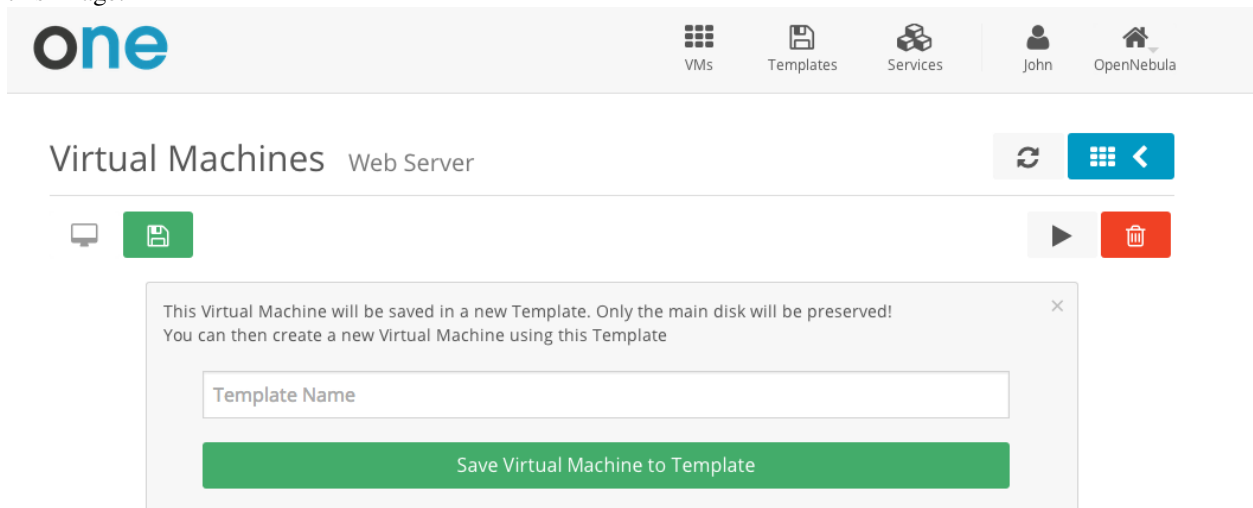 one
VMs
Templates
Services
John
OpenNebula
Virtual Machines Web Server
This Virtual Machine will be saved in a new Template. Only the main disk will be preserved!
You can then create a new Virtual Machine using this Template
Template Name
Save Virtual Machine to Template